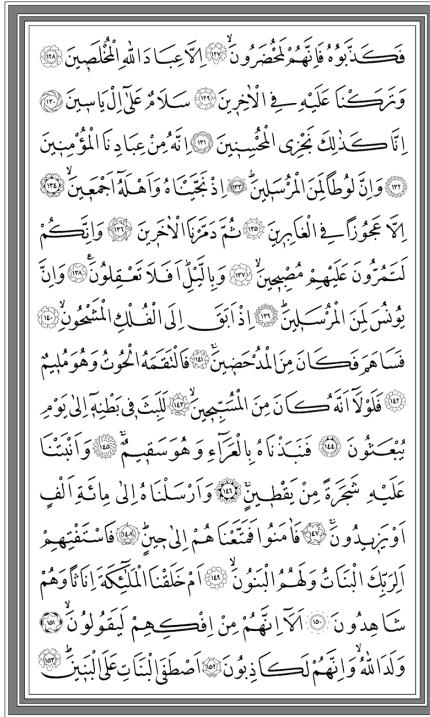 فَكَذَّبُوهُ فَاِنَّهُمْ لَمُحْضَرُونَۙ ﴿١٢٧﴾ اِلَّا عِبَادَ اللّٰهِ الْمُخْلَصٖينَ ﴿١٢٨﴾
وَتَرَكْنَا عَلَيْهِ فِى الْاٰخِرٖينَ ﴿١٢٩﴾ سَلَامٌ عَلٰٓى اِلْ يَاسٖينَ ﴿١٣٠﴾
اِنَّا كَذٰلِكَ نَجْزِى الْمُحْسِنٖينَ ﴿١٣١﴾ اِنَّهُ مِنْ عِبَادِنَا الْمُؤْمِنٖينَ
﴿١٣٢﴾ وَاِنَّ لُوطًا لَمِنَ الْمُرْسَلٖينَۜ ﴿١٣٣﴾ اِذْ نَجَّيْنَاهُ وَاَهْلَهُٓ اَجْمَعٖينَۙ ﴿١٣٤﴾
اِلَّا عَجُوزًا فِى الْغَابِرٖينَ ﴿١٣٥﴾ ثُمَّ دَمَّرْنَا الْاٰخَرٖينَ ﴿١٣٦﴾ وَاِنَّكُمْ
لَتَمُرُّونَ عَلَيْهِمْ مُصْبِحٖينَۙ ﴿١٣٧﴾ وَبِالَّيْلِۜ اَفَلَا تَعْقِلُونَ۟ ﴿١٣٨﴾ وَاِنَّ
يُونُسَ لَمِنَ الْمُرْسَلٖينَۜ ﴿١٣٩﴾ اِذْ اَبَقَ اِلَى الْفُلْكِ الْمَشْحُونِۙ ﴿١٤٠﴾
فَسَاهَمَ فَكَانَ مِنَ الْمُدْحَضٖينَۚ ﴿١٤١﴾ فَالْتَقَمَهُ الْحُوتُ وَهُوَ مُلٖيمٌ
﴿١٤٢﴾ فَلَوْلَٓا اَنَّهُ كَانَ مِنَ الْمُسَبِّحٖينَۙ ﴿١٤٣﴾ لَلَبِثَ فٖى بَطْنِهٖٓ اِلٰى يَوْمِ
يُبْعَثُونَ ﴿١٤٤﴾ فَنَبَذْنَاهُ بِالْعَرَٓاءِ وَهُوَ سَقٖيمٌۚ ﴿١٤٥﴾ وَاَنْبَتْنَا
عَلَيْهِ شَجَرَةً مِنْ يَقْطٖينٍۚ ﴿١٤٦﴾ وَاَرْسَلْنَاهُ اِلٰى مِائَةِ اَلْفٍ
اَوْ يَزٖيدُونَۚ ﴿١٤٧﴾ فَاٰمَنُوا فَمَتَّعْنَاهُمْ اِلٰى حٖينٍۜ ﴿١٤٨﴾ فَاسْتَفْتِهِمْ
اَلِرَبِّكَ الْبَنَاتُ وَلَهُمُ الْبَنُونَۙ ﴿١٤٩﴾ اَمْ خَلَقْنَا الْمَلٰٓئِكَةَ اِنَاثًا وَهُمْ
شَاهِدُونَ ﴿١٥٠﴾ اَلَٓا اِنَّهُمْ مِنْ اِفْكِهِمْ لَيَقُولُونَۙ ﴿١٥١﴾
وَلَدَ اللّٰهُۙ وَاِنَّهُمْ لَكَاذِبُونَ ﴿١٥٢﴾ اَصْطَفَى الْبَنَاتِ عَلَى الْبَنٖينَۜ ﴿١٥٣﴾